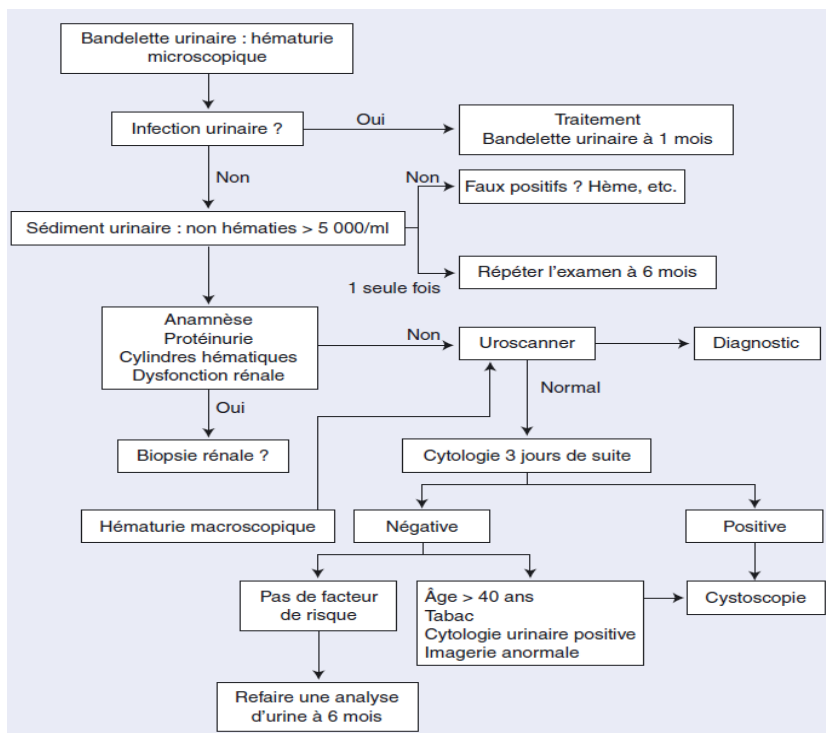 Bandelette urinaire : hématurie
microscopique
Infection urinaire ?
Oui
Traitement
Bandelette urinaire à 1 mois
Non
Non
Faux positifs ? Hème, etc.
Sédiment urinaire : non hématies > 5 000/ml
1 seule fois
Répéter l'examen à 6 mois
Anamnèse
Protéinurie
Cylindres hématiques
Dysfonction rénale
Non
Uroscanner
Diagnostic
Oui
Normal
Biopsie rénale ?
Cytologie 3 jours de suite
Hématurie macroscopique
Négative
Positive
Pas de facteur
de risque
Âge > 40 ans
Tabac
Cytologie urinaire positive
Imagerie anormale
Cystoscopie
Refaire une analyse
d'urine à 6 mois